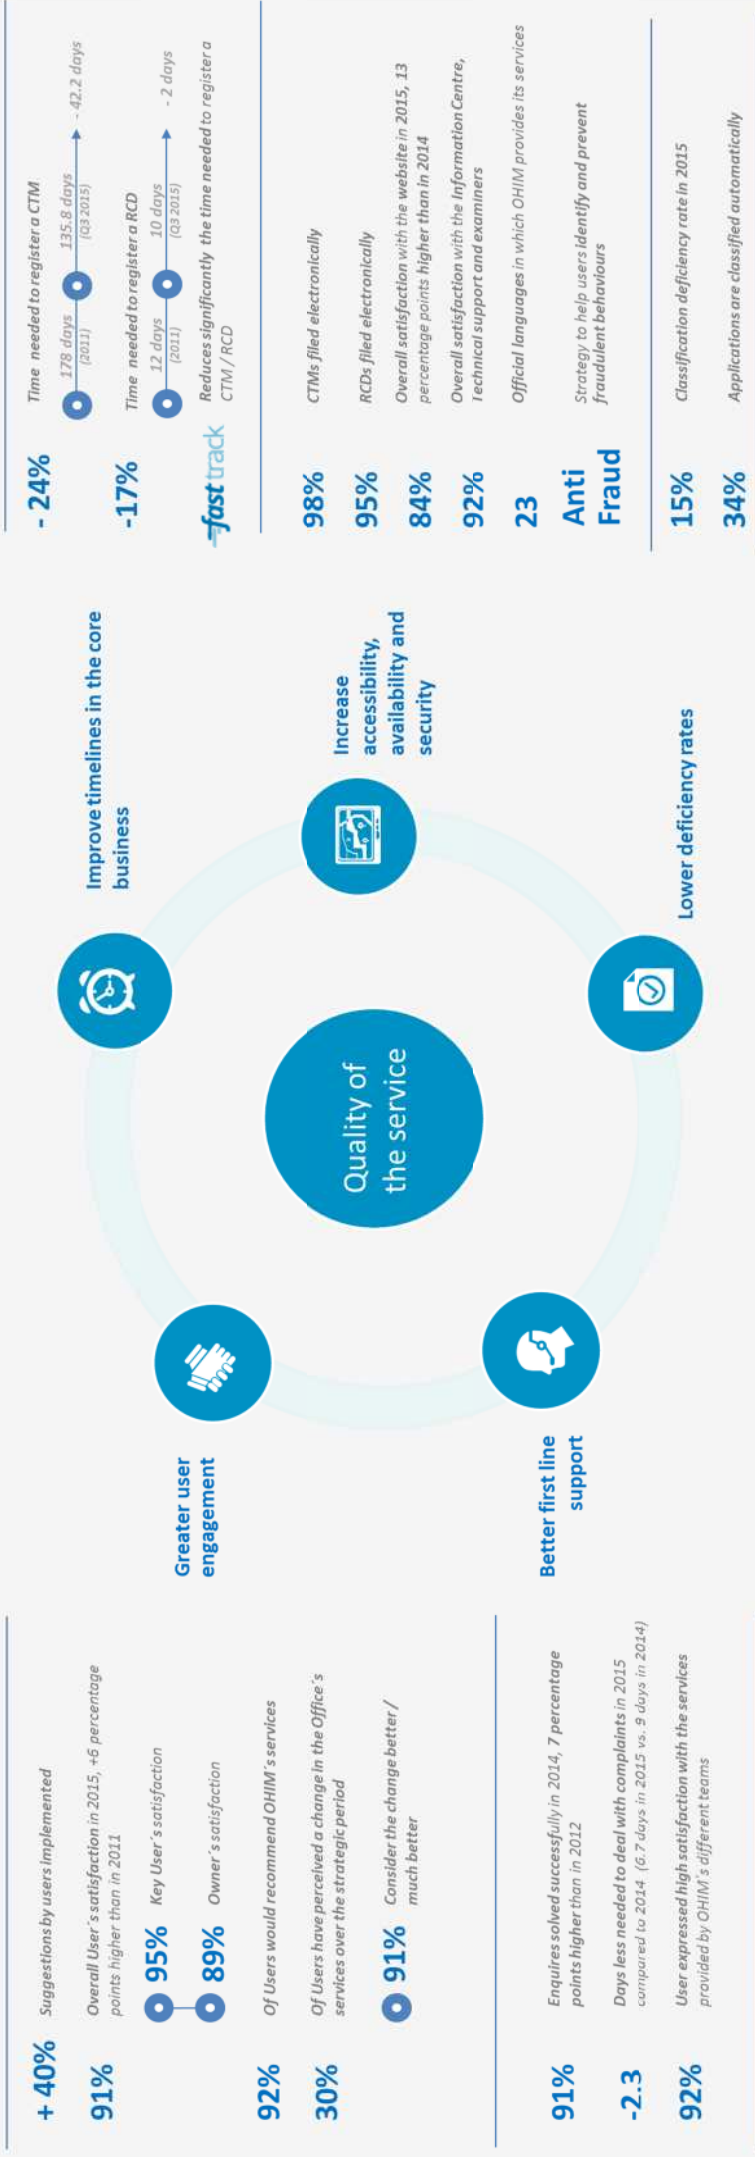 + 40%
Suggestions by users implemented
91%
Overall User´s satisfaction in 2015, +6 percentage
points higher than in 2011
95%
Key User´s satisfaction
89%
Owner´s satisfaction
92%
Of Users would recommend OHIM´s services
30%
Of Users have perceived a change in the Office´s
services over the strategic period
91%
Consider the change better /
much better
91%
Enquires solved successfully in 2014, 7 percentage
points higher than in 2012
-2.3
Days less needed to deal with complaints in 2015
compared to 2014 (6.7 days in 2015 vs. 9 days in 2014)
92%
User expressed high satisfaction with the services
provided by OHIM´s different teams
Greater user
engagement
Better first line
support
Quality of
the service
Improve timelines in the core
business
Increase
accessibility,
availability and
security
Lower deficiency rates
- 24%
Time needed to register a CTM
178 days
(2011)
135.8 days
(Q3 2015)
- 42.2 days
-17%
Time needed to register a RCD
12 days
(2011)
10 days
(Q3 2015)
- 2 days
fast track
Reduces significantly the time needed to register a
CTM / RCD
98%
CTMs filed electronically
95%
RCDs filed electronically
84%
Overall satisfaction with the website in 2015, 13
percentage points higher than in 2014
92%
Overall satisfaction with the Information Centre,
Technical support and examiners
23
Official languages in which OHIM provides its services
Anti
Fraud
Strategy to help users identify and prevent
fraudulent behaviours
15%
Classification deficiency rate in 2015
34%
Applications are classified automatically